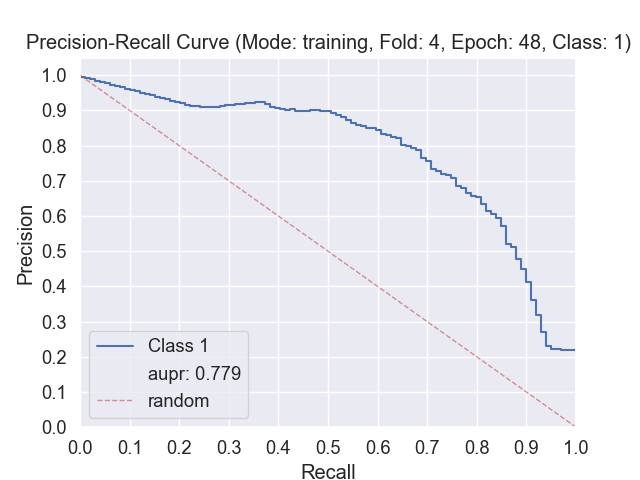 Precision-Recall Curve (Mode: training, Fold: 4, Epoch: 48, Class: 1)
1.0
0.9
0.8
0.7
0.6
0.5
0.4
0.3
0.2
0.1
0.0
Precision
Class 1
aupr: 0.779
random
0.0 0.1 0.2 0.3 0.4 0.5 0.6 0.7 0.8 0.9 1.0
Recall